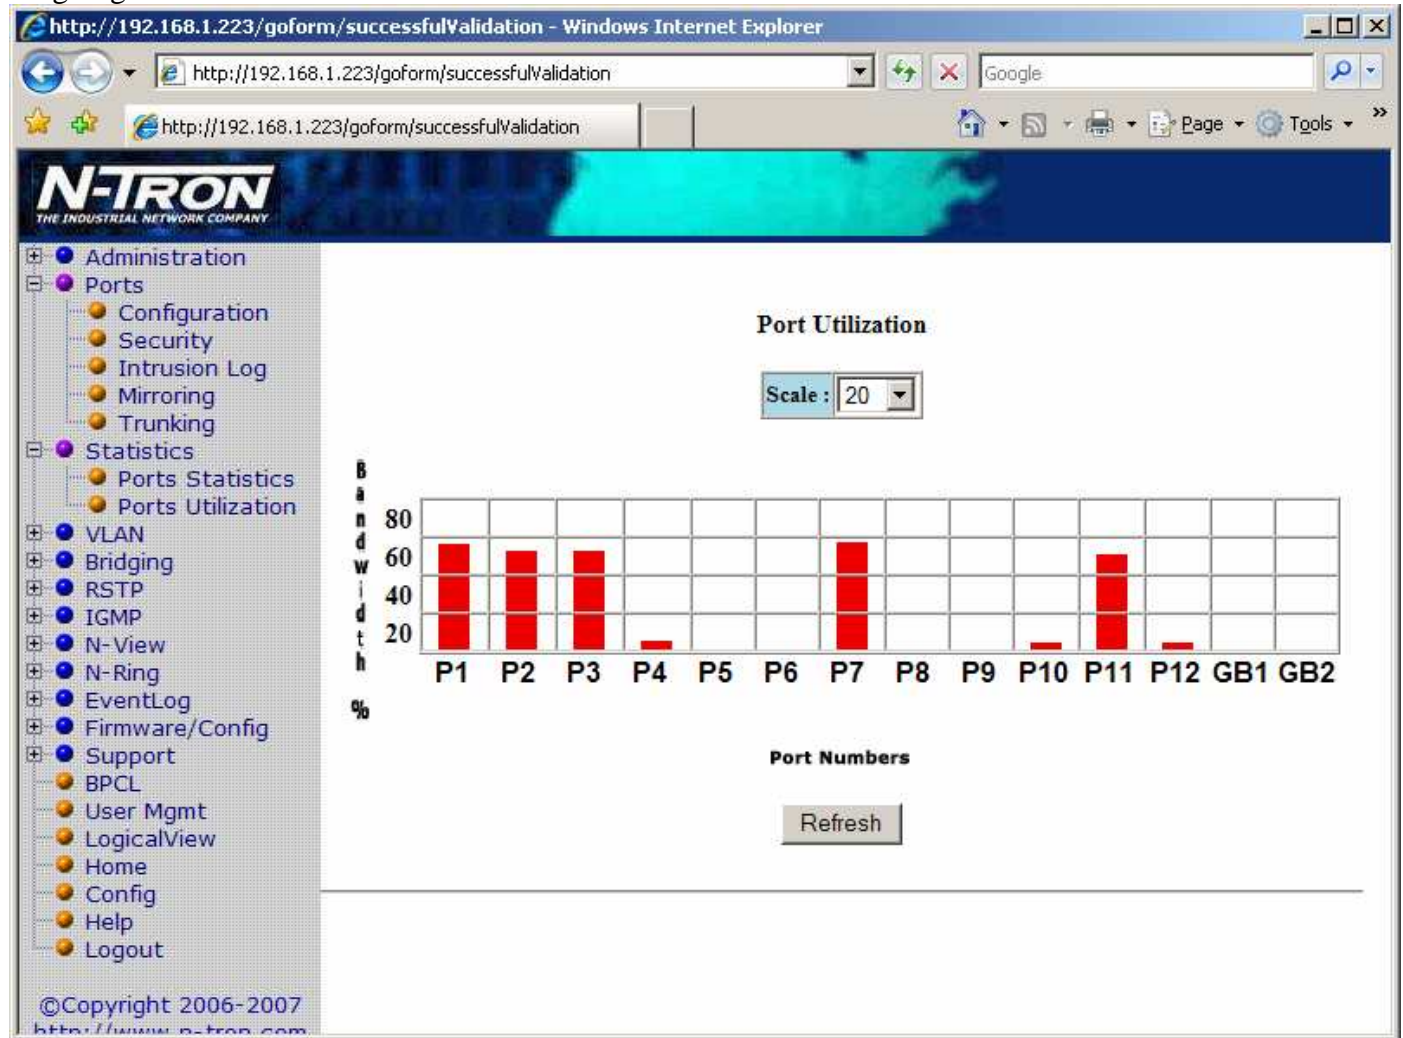 http://192.168.1.223/goform/successfulValidation - Windows Internet Explorer
http://192.168.1.223/goform/successfulValidation
Google
http://192.168.1.223/goform/successfulValidation
Page
Tools
»
N-TRON
THE INDUSTRIAL NETWORK COMPANY
Administration
Ports
Configuration
Security
Intrusion Log
Mirroring
Trunking
Statistics
Ports Statistics
Ports Utilization
VLAN
Bridging
RSTP
IGMP
N-View
N-Ring
EventLog
Firmware/Config
Support
BPCL
User Mgmt
LogicalView
Home
Config
Help
Logout
©Copyright 2006-2007
http://www.n-tron.com
Port Utilization
Scale : 20
Bandwidth %
80
60
40
20
P1 P2 P3 P4 P5 P6 P7 P8 P9 P10 P11 P12 GB1 GB2
Port Numbers
Refresh